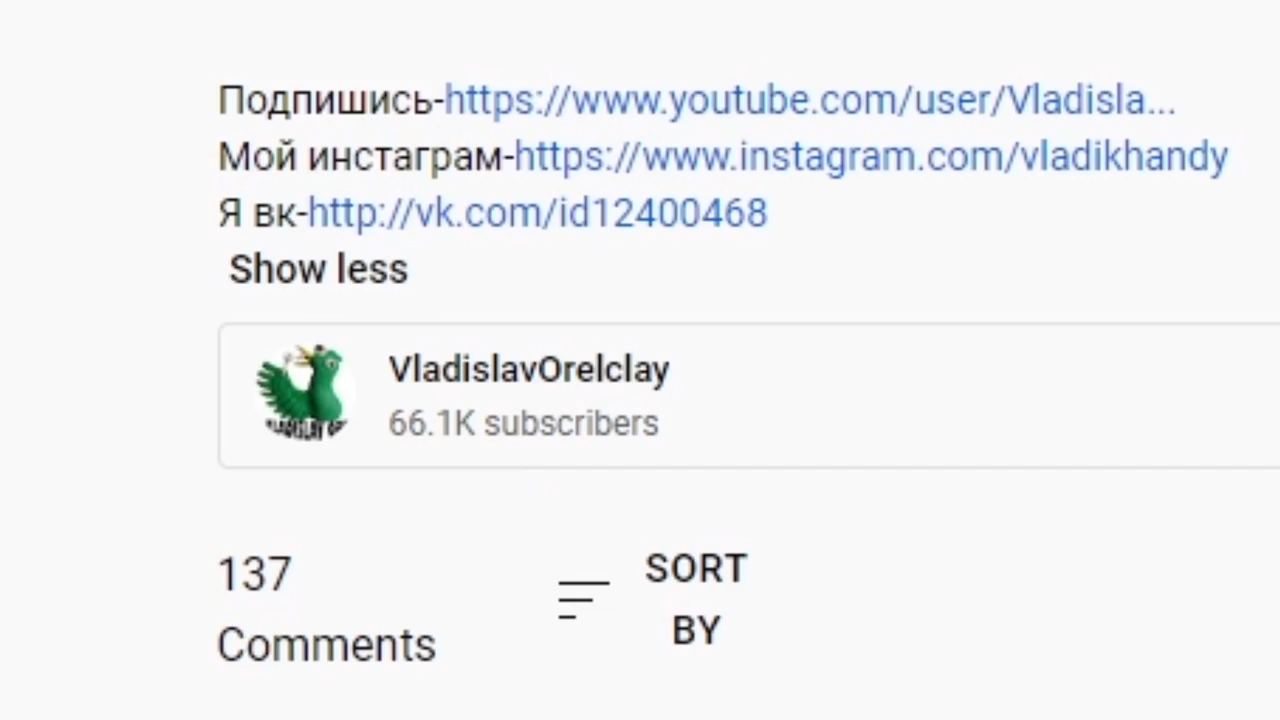 Подпишись-https://www.youtube.com/user/Vladisla...
Мой инстаграм-https://www.instagram.com/vladikhandy
Я вк-http://vk.com/id12400468
Show less
VladislavOrelclay
66.1K subscribers
137
Comments
SORT
BY